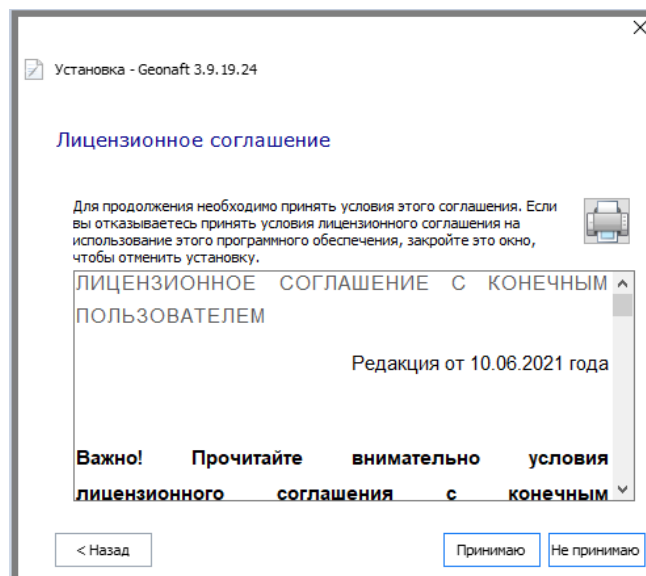 Установка - Geonaft 3.9.19.24
Лицензионное соглашение
Для продолжения необходимо принять условия этого соглашения. Если
вы отказываетесь принять условия лицензионного соглашения на
использование этого программного обеспечения, закройте это окно,
чтобы отменить установку.
ЛИЦЕНЗИОННОЕ СОГЛАШЕНИЕ С КОНЕЧНЫМ
ПОЛЬЗОВАТЕЛЕМ
Редакция от 10.06.2021 года
Важно! Прочитайте внимательно условия
лицензионного соглашения с конечным
< Назад
Принимаю
Не принимаю